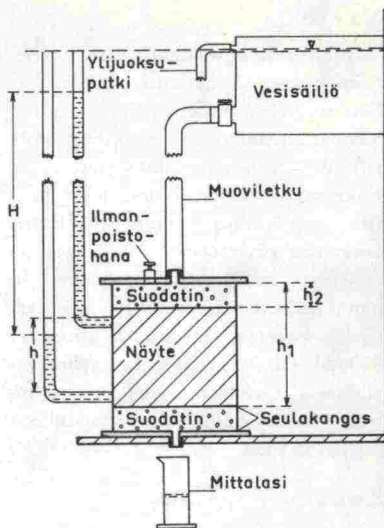 Ylijuoksu-
putki
Vesisäiliö
H
Muoviletku
Ilman-
poisto-
hana
Suodatin
h2
h
Näyte
h1
Suodatin
Seulakangas
Mittalasi